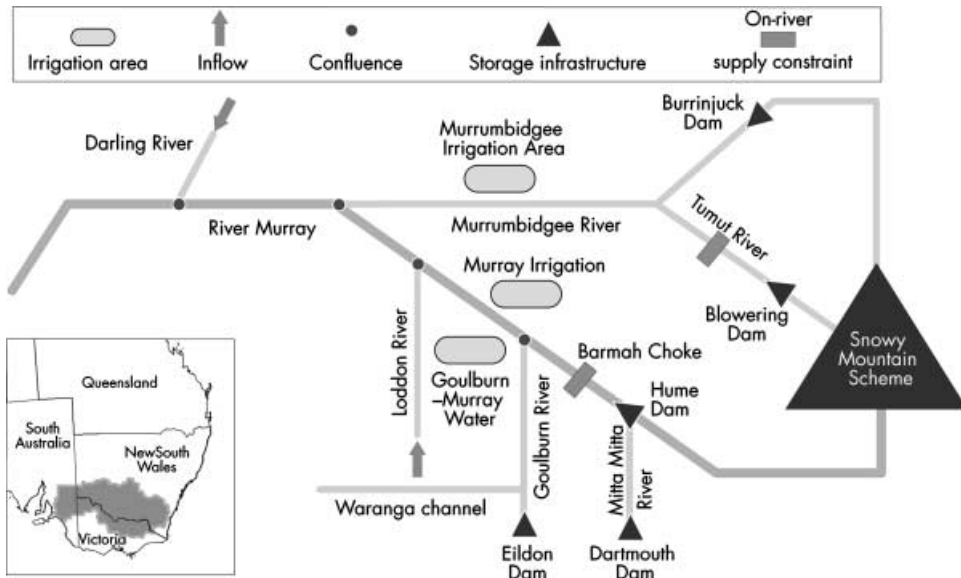 On-river
Irrigation area
Inflow
Confluence
Storage infrastructure
supply constraint
Burrinjuck
Dam
Darling River
Murrumbidgee
Irrigation Area
Tumut River
River Murray
Murrumbidgee River
Murray Irrigation
Blowering
Dam
Snowy
Mountain
Scheme
Loddon River
Goulburn
–Murray
Water
Barmah Choke
Hume
Dam
Goulburn River
Mitta Mitta
River
Waranga channel
Eildon
Dam
Dartmouth
Dam
Queensland
South
Australia
NewSouth
Wales
Victoria